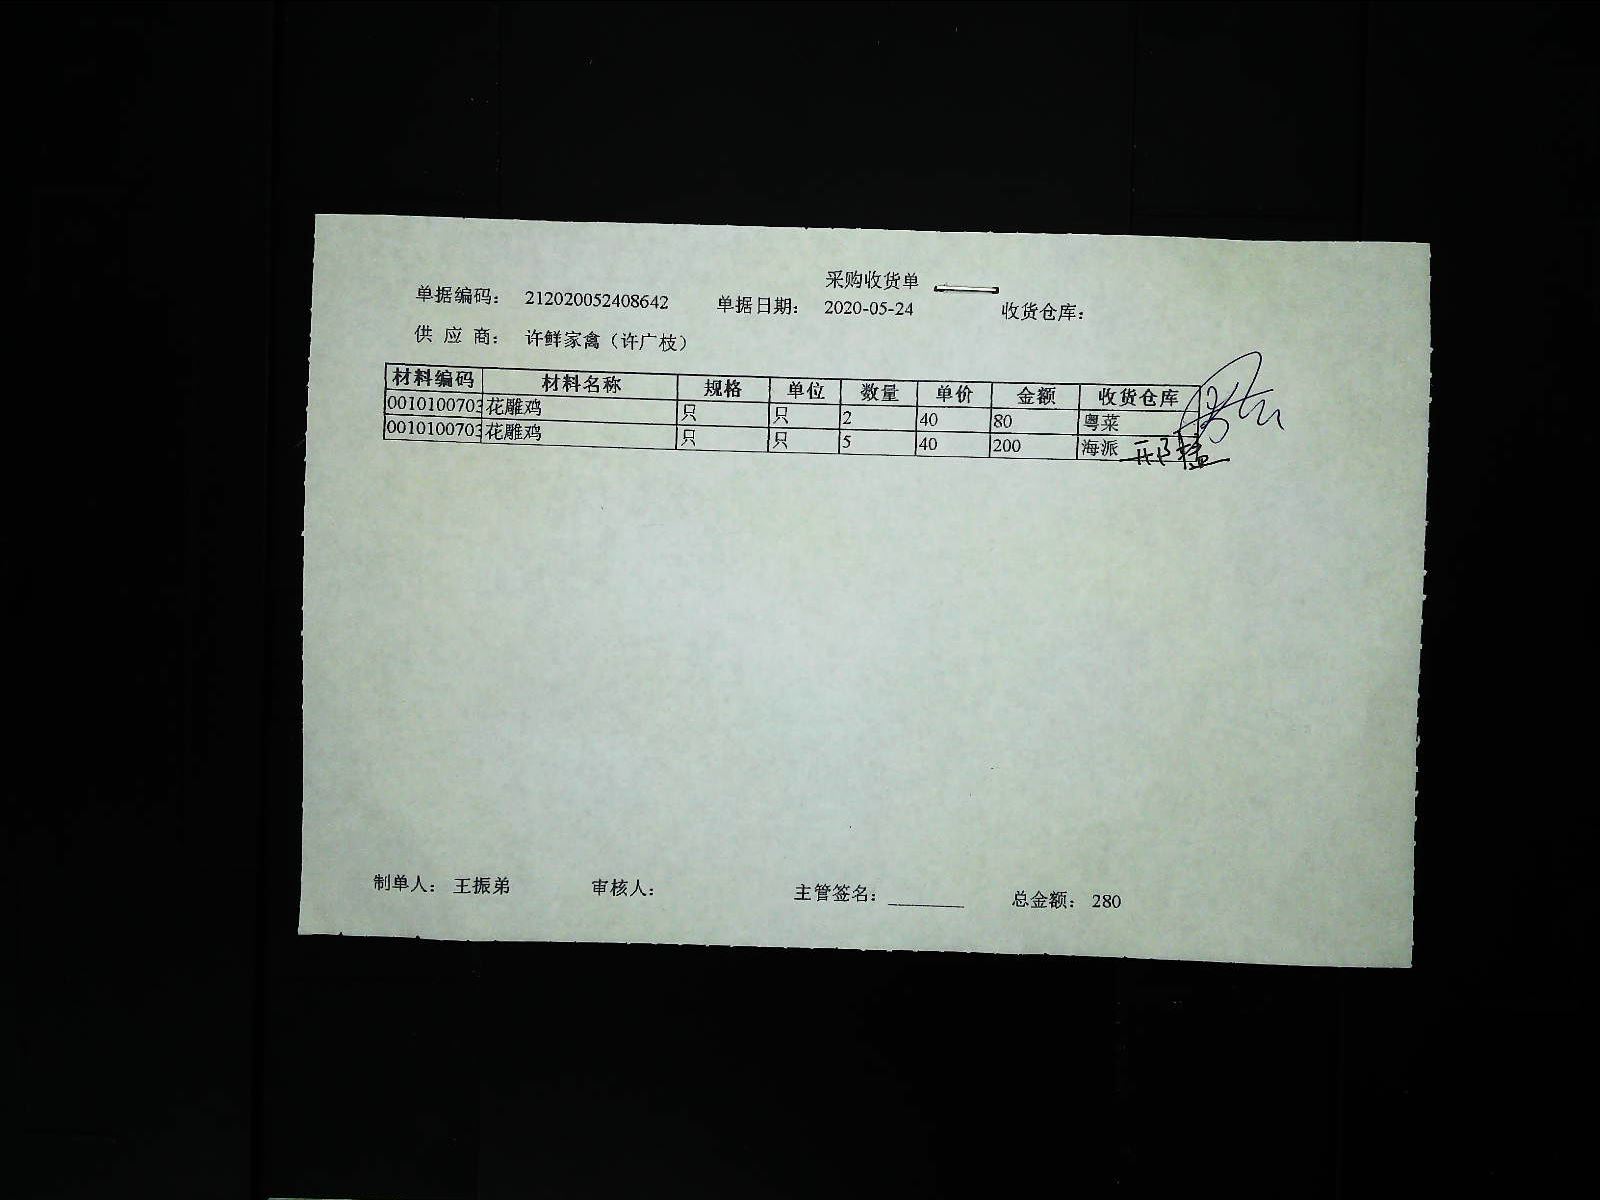 采购收货单
单据编码： 212020052408642 单据日期： 2020-05-24 收货仓库：
供 应 商： 许鲜家禽（许广枝）
材料编码 材料名称 规格 单位 数量 单价 金额 收货仓库
0010100703 花雕鸡 只 只 2 40 80 粤菜
0010100703 花雕鸡 只 只 5 40 200 海派
制单人： 王振弟 审核人： 主管签名：________ 总金额： 280